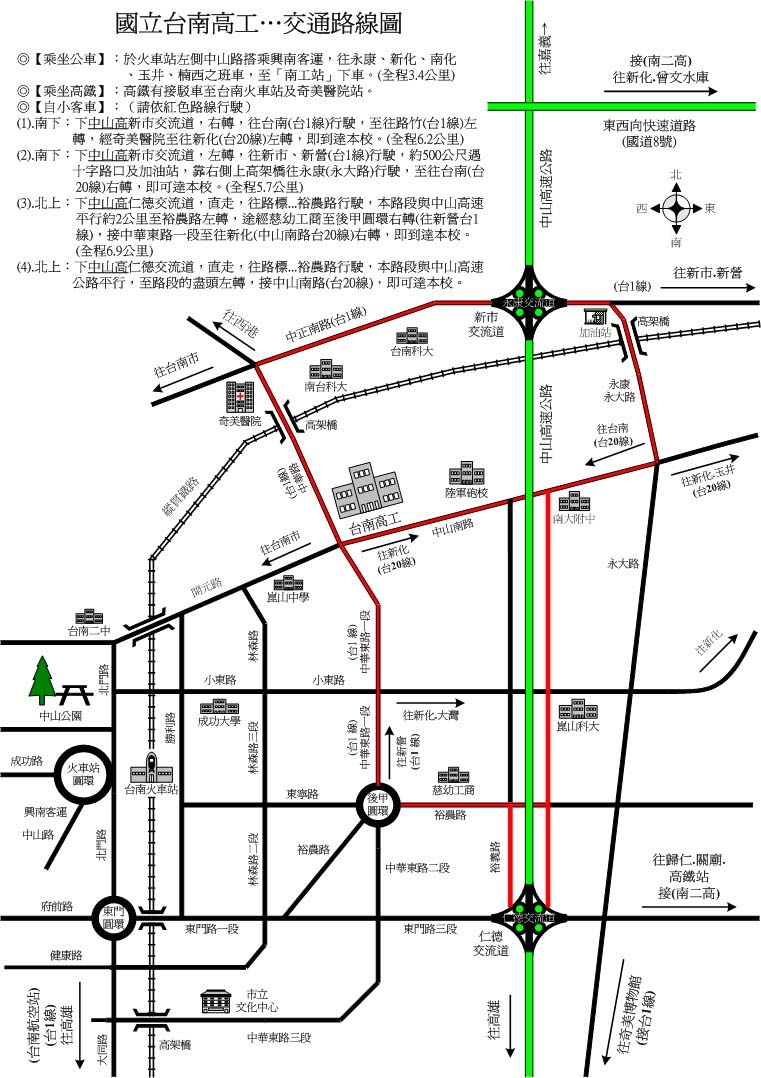 國立台南高工…交通路線圖
◎【乘坐公車】：於火車站左側中山路搭乘興南客運，往永康、新化、南化
、玉井、楠西之班車，至「南工站」下車。(全程3.4公里)
◎【乘坐高鐵】：高鐵有接駁車至台南火車站及奇美醫院站。
◎【自小客車】：（請依紅色路線行駛）
(1).南下：下中山高新市交流道，右轉，往台南(台1線)行駛，至往路竹(台1線)左
轉，經奇美醫院至往新化(台20線)左轉，即到達本校。(全程6.2公里)
(2).南下：下中山高新市交流道，左轉，往新市、新營(台1線)行駛，約500公尺遇
十字路口及加油站，靠右側上高架橋往永康(永大路)行駛，至往台南(台
20線)右轉，即可達本校。(全程5.7公里)
(3).北上：下中山高仁德交流道，直走，往路標...裕農路行駛，本路段與中山高速
平行約2公里至裕農路左轉，途經慈幼工商至後甲圓環右轉(往新營台1
線)，接中華東路一段至往新化(中山南路台20線)右轉，即到達本校。
(全程6.9公里)
(4).北上：下中山高仁德交流道，直走，往路標...裕農路行駛，本路段與中山高速
公路平行，至路段的盡頭左轉，接中山南路(台20線)，即可達本校。
往嘉義→
接(南二高)
往新化.曾文水庫
東西向快速道路
(國道8號)
中山高速公路
北
西
東
南
往新市.新營
(台1線)
永康交流道
新市
交流道
加油站
高架橋
往西港
中正南路(台1線)
台南科大
往台南市
南台科大
奇美醫院
高架橋
永康
永大路
中山高速公路
往台南
(台20線)
中華路
(台1線)
縱貫鐵路
陸軍砲校
往新化.玉井
(台20線)
台南高工
中山南路
南大附中
往台南市
往新化
(台20線)
永大路
開元路
崑山中學
台南二中
林森路
(台1線)
中華東路一段
往新化
北門路
小東路
小東路
中山公園
勝利路
成功大學
林森路三段
(台1線)
中華東路一段
往新化.大灣
往新營
(台1線)
崑山科大
成功路
火車站
圓環
台南火車站
慈幼工商
東寧路
後甲
圓環
裕農路
興南客運
中山路
北門路
裕農路
林森路二段
中華東路二段
裕義路
往歸仁.關廟.
高鐵站
接(南二高)
府前路
東門
圓環
東門路一段
東門路三段
仁德交流道
仁德
交流道
健康路
市立
文化中心
(台南航空站)
(台1線)
往高雄
大同路
高架橋
中華東路三段
往高雄
往奇美博物館
(接台1線)